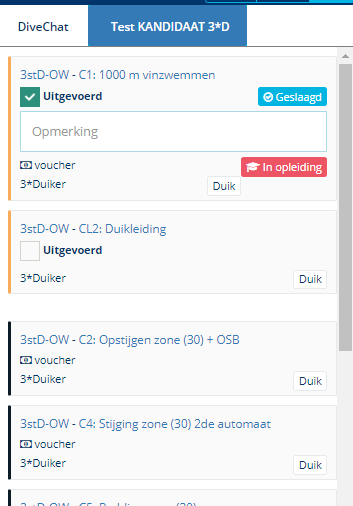 DiveChat
Test KANDIDAAT 3*D
3stD-OW - C1: 1000 m vinzwemmen
Uitgevoerd
Geslaagd
Opmerking
voucher
In opleiding
3*Duiker
Duik
3stD-OW - CL2: Duikleiding
Uitgevoerd
3*Duiker
Duik
3stD-OW - C2: Opstijgen zone (30) + OSB
voucher
3*Duiker
Duik
3stD-OW - C4: Stijging zone (30) 2de automaat
voucher
3*Duiker
Duik